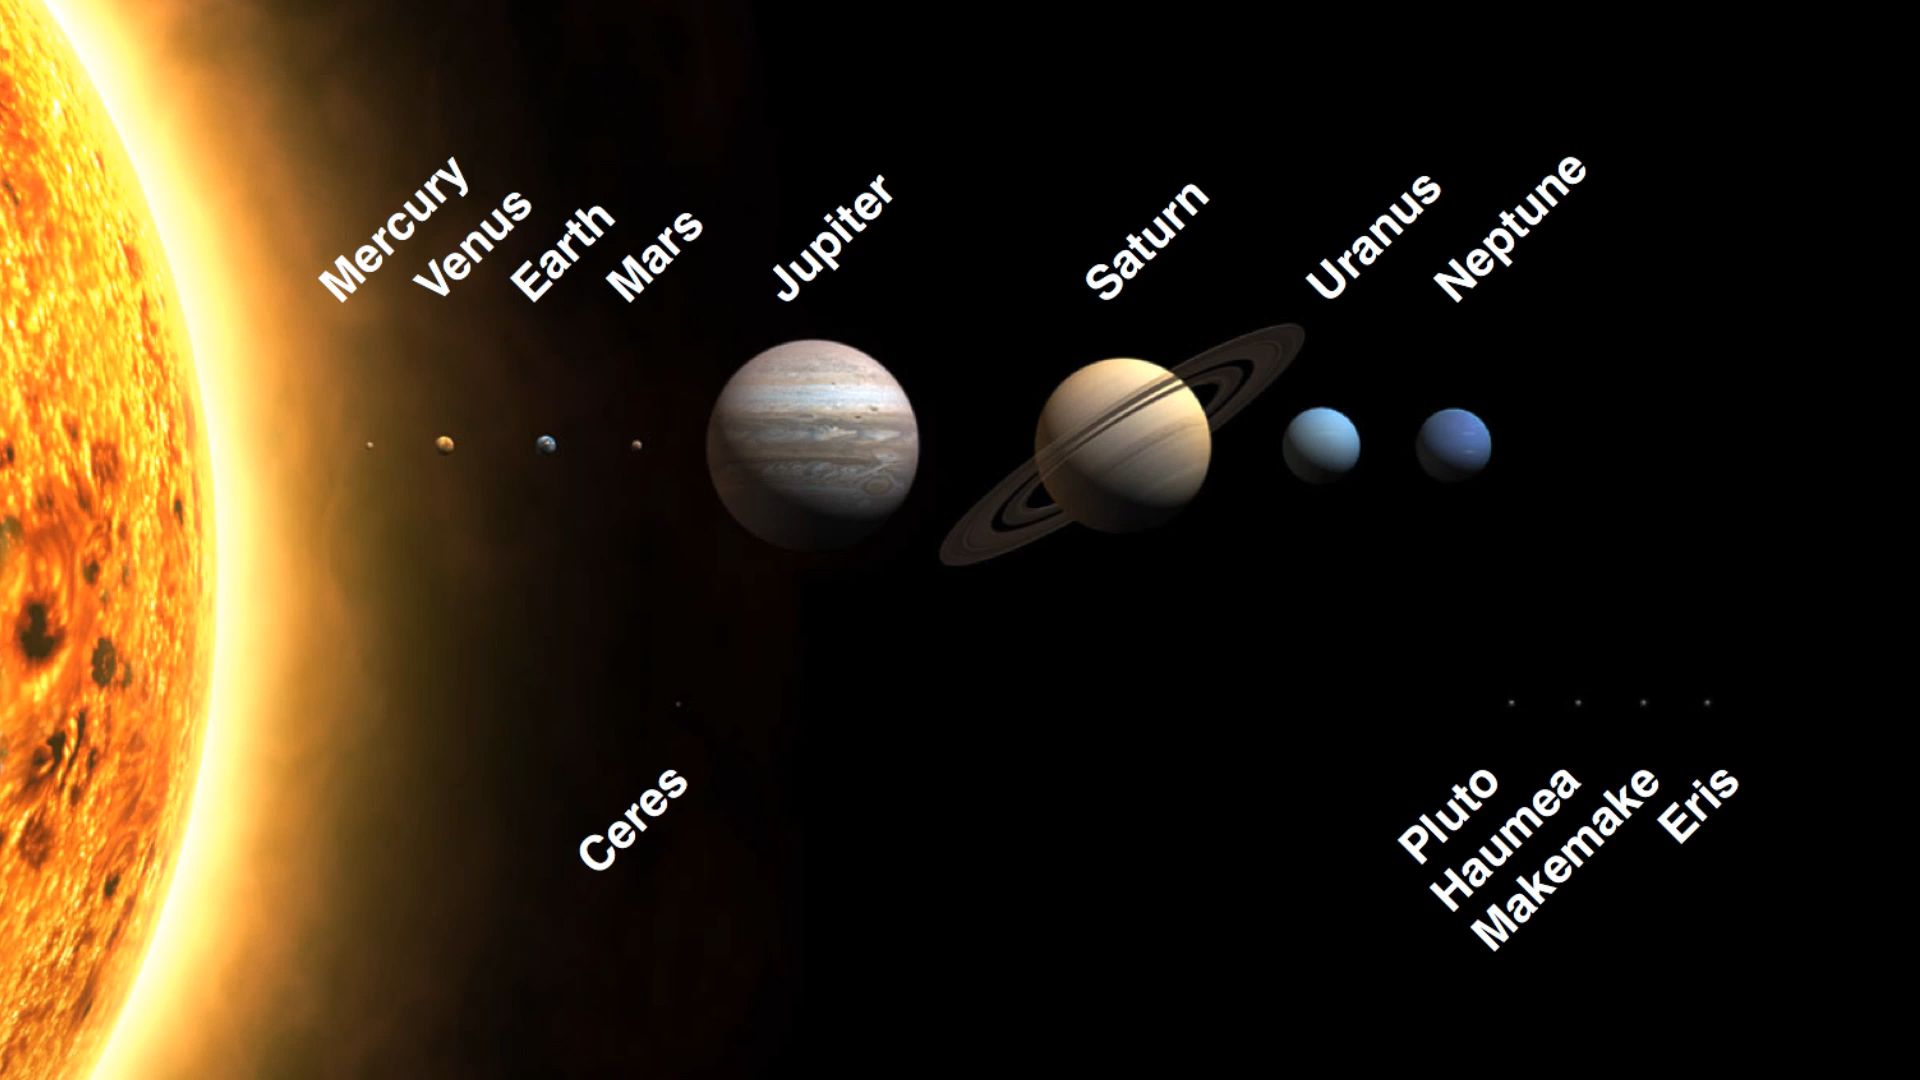 Mercury
Venus
Earth
Mars
Jupiter
Saturn
Uranus
Neptune
Ceres
Pluto
Haumea
Makemake
Eris